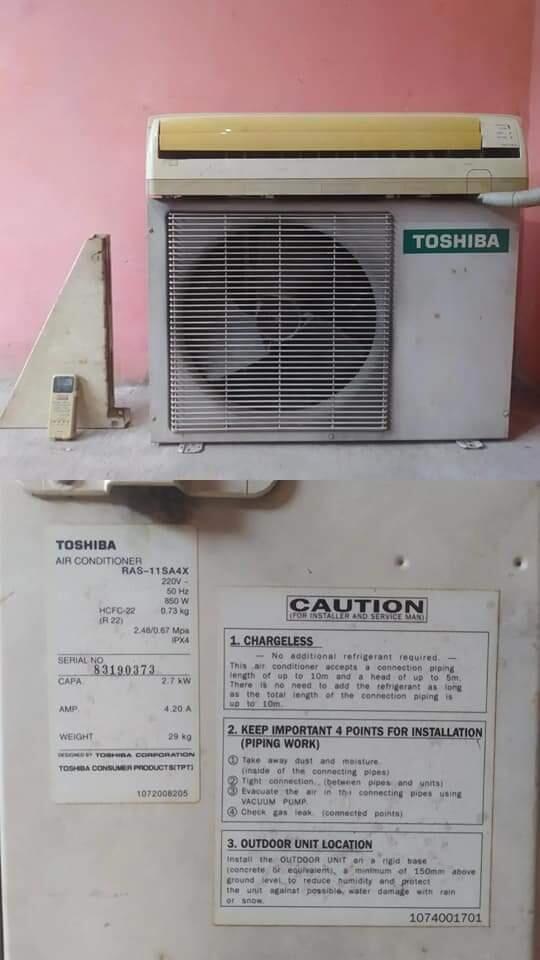 TOSHIBA
TOSHIBA
AIR CONDITIONER
RAS-11SA4X
220V ~
50 Hz
850 W
HCFC-22 0.73 kg
(R 22)
2.48/0.67 Mpa
IPX4
SERIAL NO.
83190373
CAPA. 2.7 kW
AMP. 4.20 A
WEIGHT 29 kg
DESIGNED BY TOSHIBA CORPORATION
TOSHIBA CONSUMER PRODUCTS(TPT)
1072008205
CAUTION
(FOR INSTALLER AND SERVICE MAN)
1. CHARGELESS
— No additional refrigerant required. —
This air conditioner accepts a connection piping
length of up to 10m and a head of up to 5m.
There is no need to add the refrigerant as long
as the total length of the connection piping is
up to 10m.
2. KEEP IMPORTANT 4 POINTS FOR INSTALLATION
(PIPING WORK)
① Take away dust and moisture.
(inside of the connecting pipes)
② Tight connection. (between pipes and units)
③ Evacuate the air in the connecting pipes using
VACUUM PUMP.
④ Check gas leak. (connected points)
3. OUTDOOR UNIT LOCATION
Install the OUTDOOR UNIT on a rigid base
(concrete or equivalent), a minimum of 150mm above
ground level to reduce humidity and protect
the unit against possible water damage with rain
or snow.
1074001701